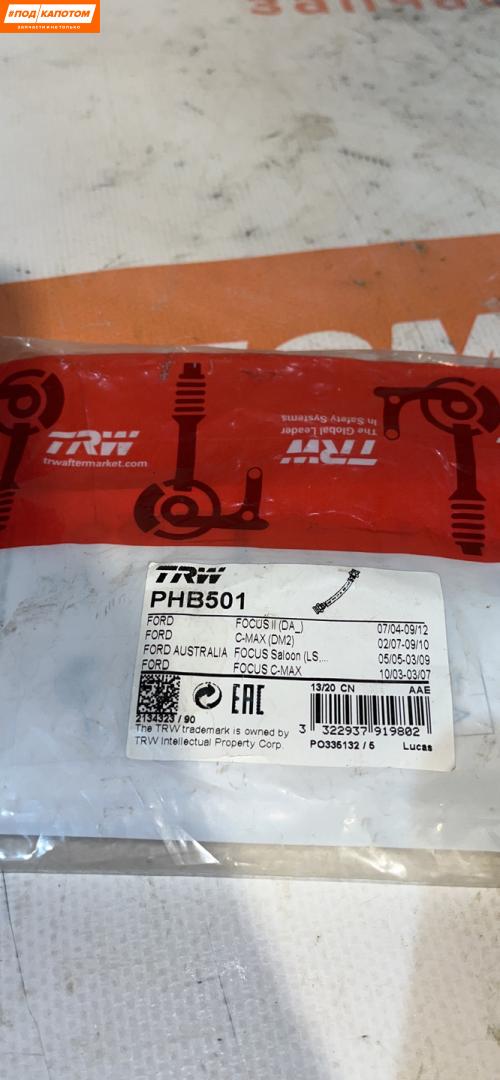 #ПОД КАПОТОМ
ЗАПЧАСТИ И НЕ ТОЛЬКО
TRW
trwaftermarket.com
TRW
The Global Leader
In Safety Systems
TRW
PHB501
FORD FOCUS II (DA_) 07/04-09/12
FORD C-MAX (DM2) 02/07-09/10
FORD AUSTRALIA FOCUS Saloon (LS,... 05/05-03/09
FORD FOCUS C-MAX 10/03-03/07
13/20 CN AAE
EAC
2134323 / 90
The TRW trademark is owned by
TRW Intellectual Property Corp.
3 322937 919802
PO335132 / 5 Lucas